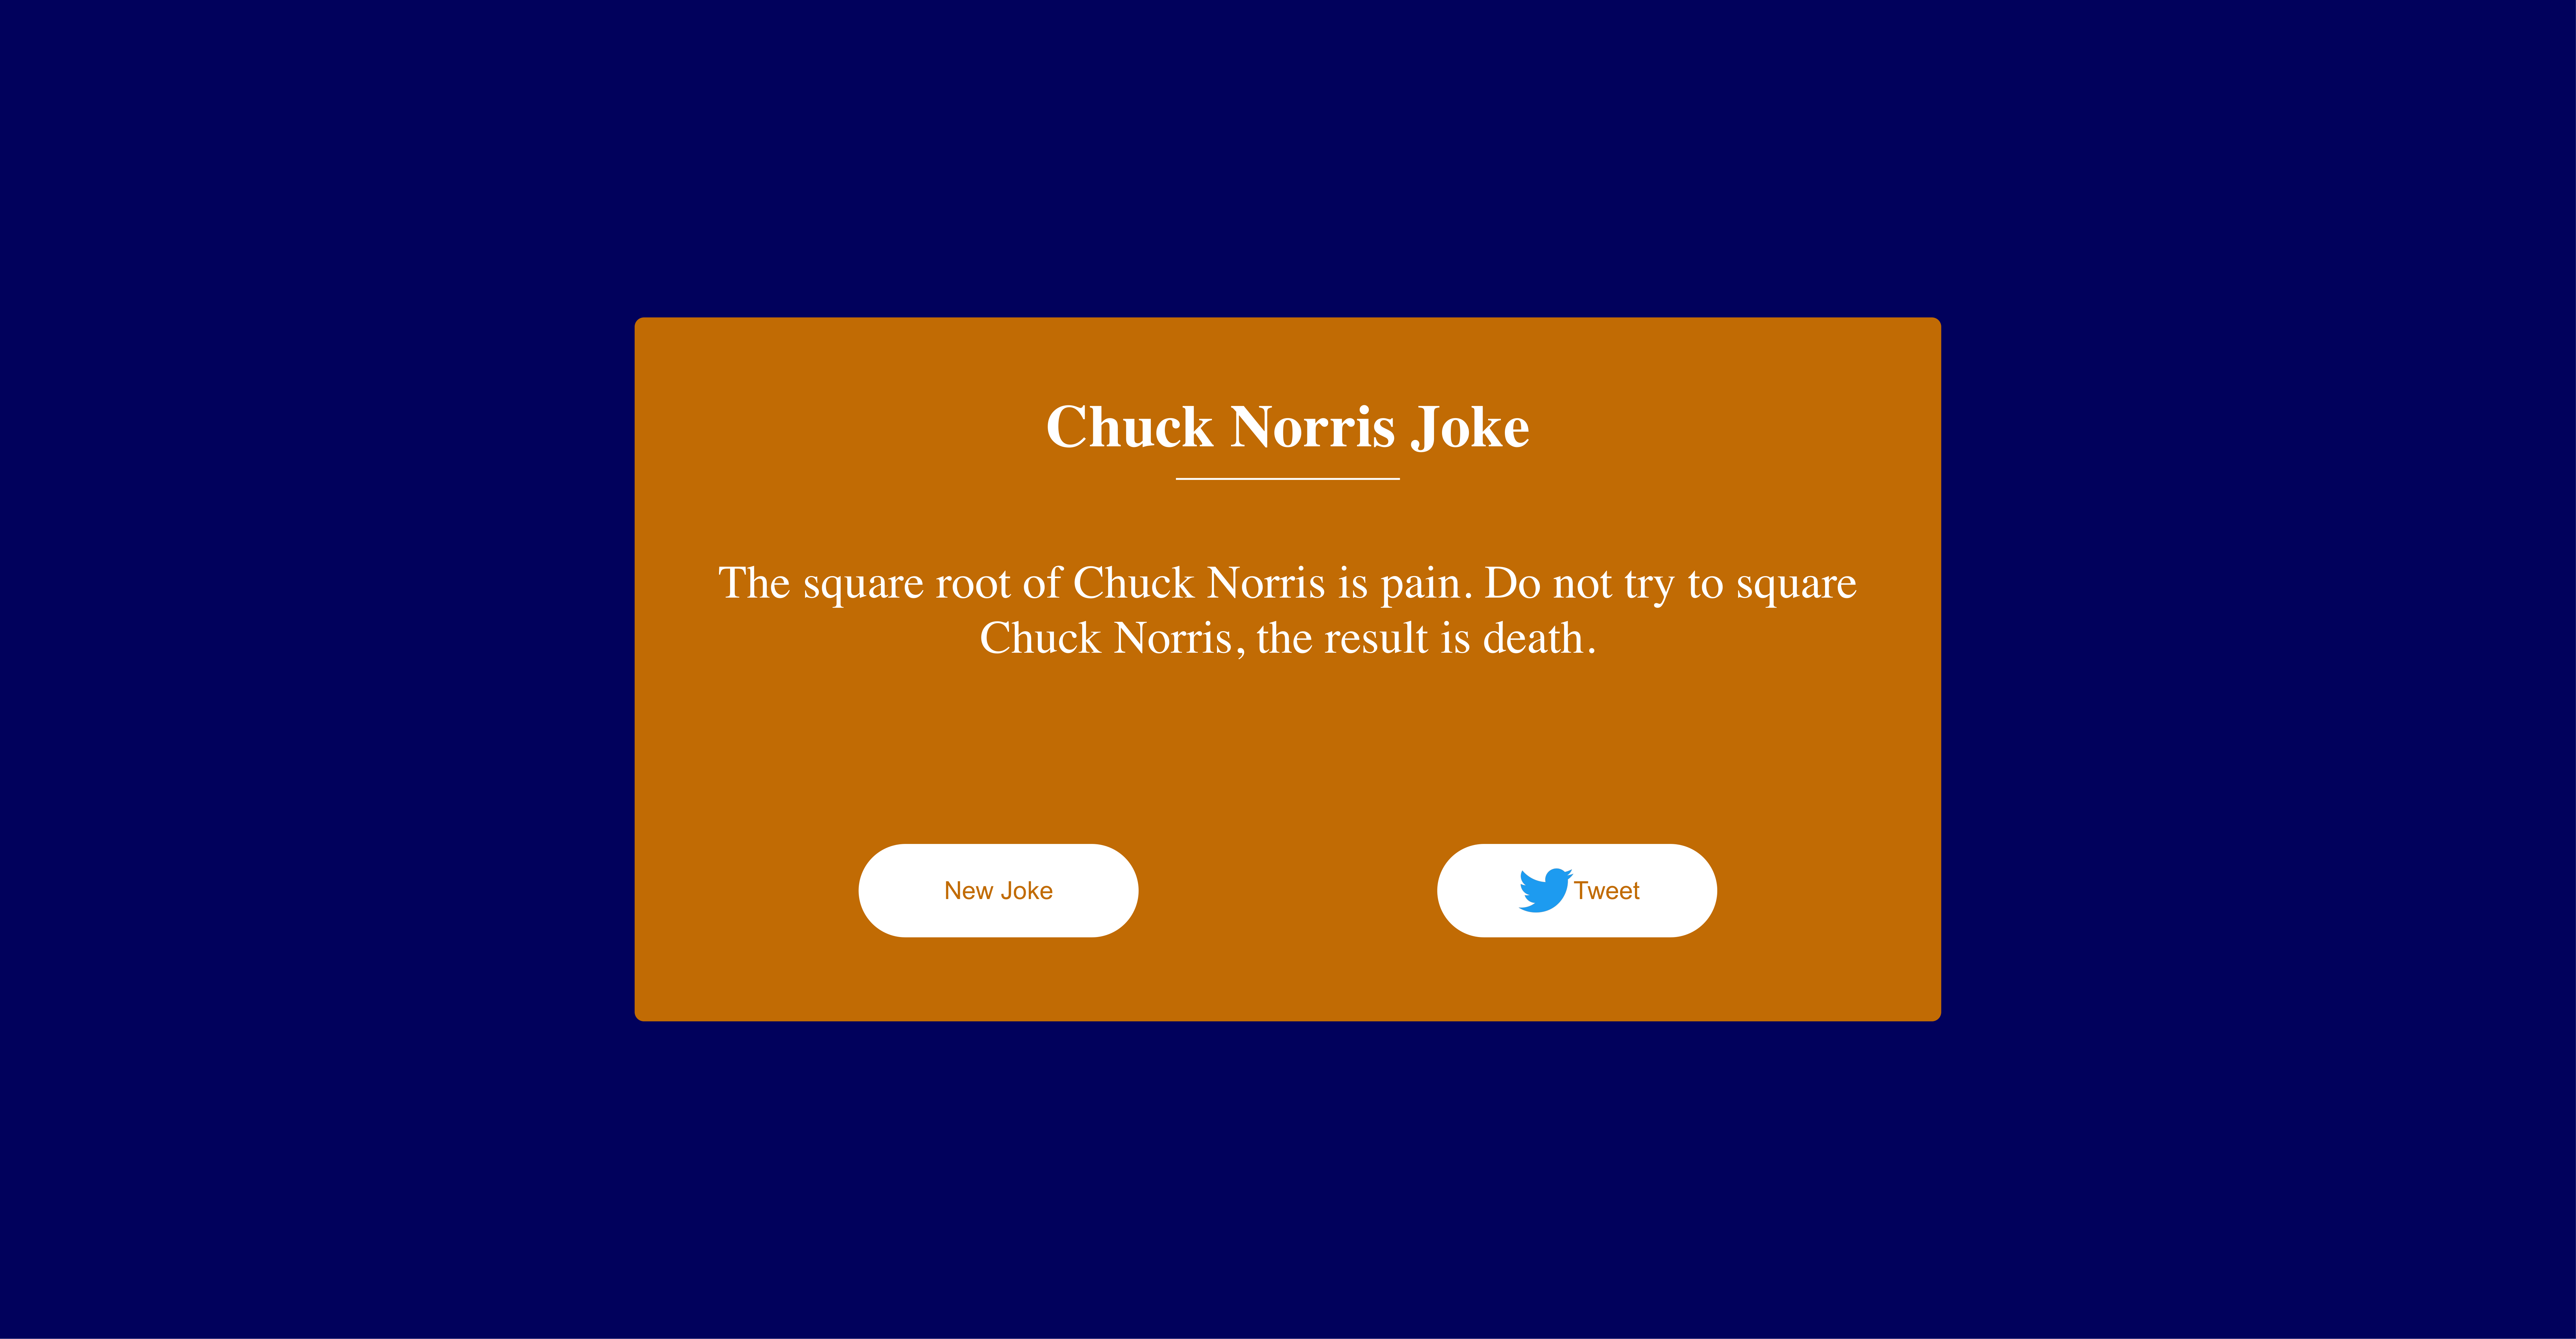 Chuck Norris Joke
The square root of Chuck Norris is pain. Do not try to square
Chuck Norris, the result is death.
New Joke
Tweet